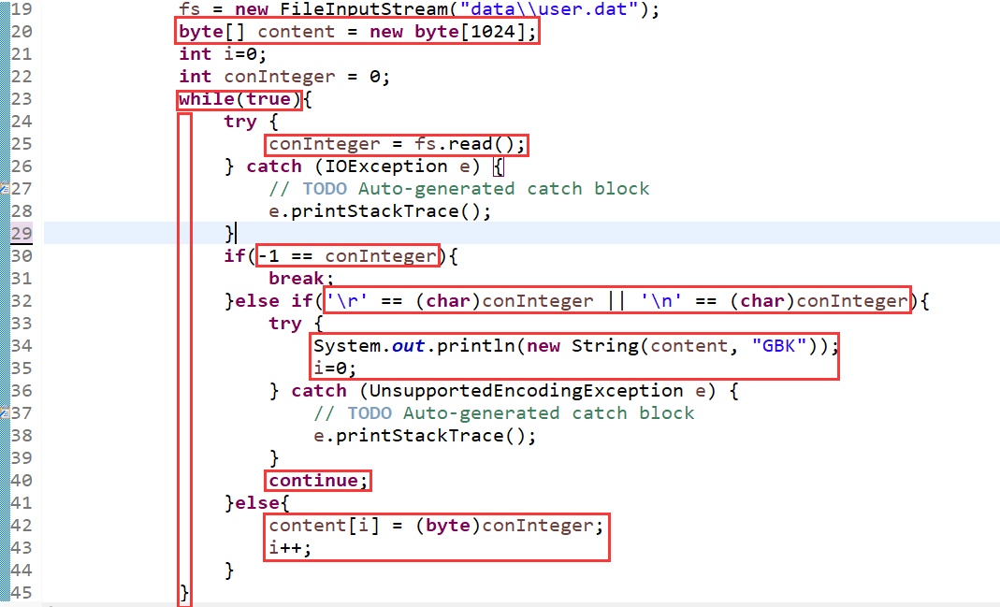 19 fs = new FileInputStream("data\\user.dat");
20 byte[] content = new byte[1024];
21 int i=0;
22 int conInteger = 0;
23 while(true){
24 try {
25 conInteger = fs.read();
26 } catch (IOException e) {
27 // TODO Auto-generated catch block
28 e.printStackTrace();
29 }
30 if(-1 == conInteger){
31 break;
32 }else if('\r' == (char)conInteger || '\n' == (char)conInteger){
33 try {
34 System.out.println(new String(content, "GBK"));
35 i=0;
36 } catch (UnsupportedEncodingException e) {
37 // TODO Auto-generated catch block
38 e.printStackTrace();
39 }
40 continue;
41 }else{
42 content[i] = (byte)conInteger;
43 i++;
44 }
45 }